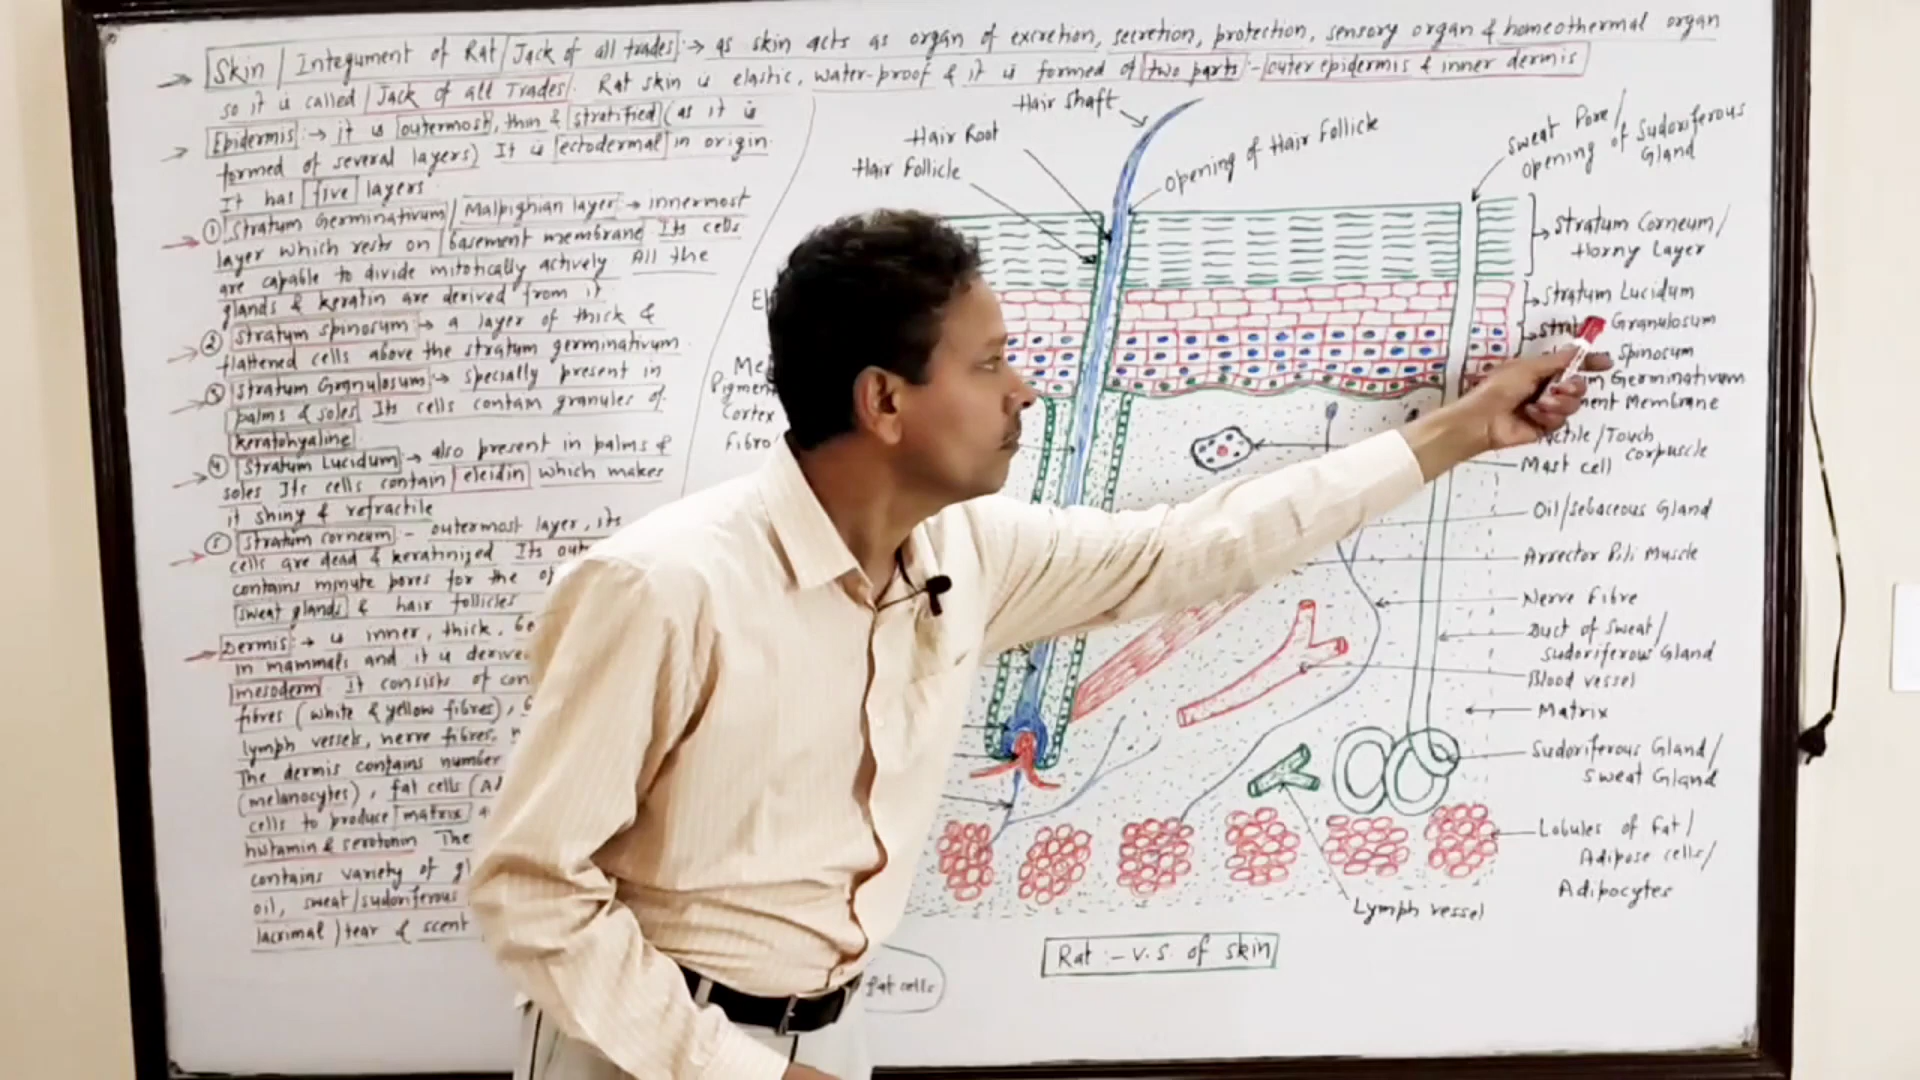 Skin / Integument of Rat / Jack of all trades :→ as skin acts as organ of excretion, secretion, protection, sensory organ & homeothermal organ
so it is called Jack of all Trades. Rat skin is elastic, water-proof & it is formed of two parts :- outer epidermis & inner dermis
Epidermis :→ it is outermost, thin & stratified (as it is
formed of several layers) It is ectodermal in origin.
It has five layers.
① Stratum Germinativum / Malpighian layer → innermost
layer which rests on basement membrane Its cells
are capable to divide mitotically actively All the
glands & keratin are derived from it
② Stratum spinosum → a layer of thick &
flattened cells above the stratum germinativum.
③ Stratum Granulosum → specially present in
palms & soles Its cells contam granules of
keratohyaline
④ Stratum Lucidum → also present in palms &
soles Its cells contain eleidin which makes
it shiny & refractile
⑤ Stratum corneum - outermost layer, its
cells are dead & keratinized Its
contains minute pores for the
sweat glands & hair follicles
Dermis :→ is inner, thick,
in mammals and it is
mesoderm. It consists of
fibres (white & yellow fibres),
lymph vessels, nerve fibres,
The dermis contains
(melanocytes), fat cells
cells to produce matrix
histamin & serotonin The
contains variety of
oil, sweat/sudoriferous
lacrimal) tear & scent
Hair Shaft
Hair Root
Hair Follicle
Opening of Hair Follicle
Sweat Pore/
opening of Sudoriferous
Gland
Stratum Corneum/
Horny Layer
Stratum Lucidum
Granulosum
Spinosum
Germinativum
Membrane
Cortex
/Touch
corpuscle
Mast cell
Oil/sebaceous Gland
Arrector Pili Muscle
Nerve Fibre
Duct of Sweat/
Sudoriferous Gland
Blood vessel
Matrix
Sudoriferous Gland/
Sweat Gland
Lobules of Fat/
Adipose cells/
Adipocytes
Lymph vessel
Rat :- V.S. of skin
fat cells